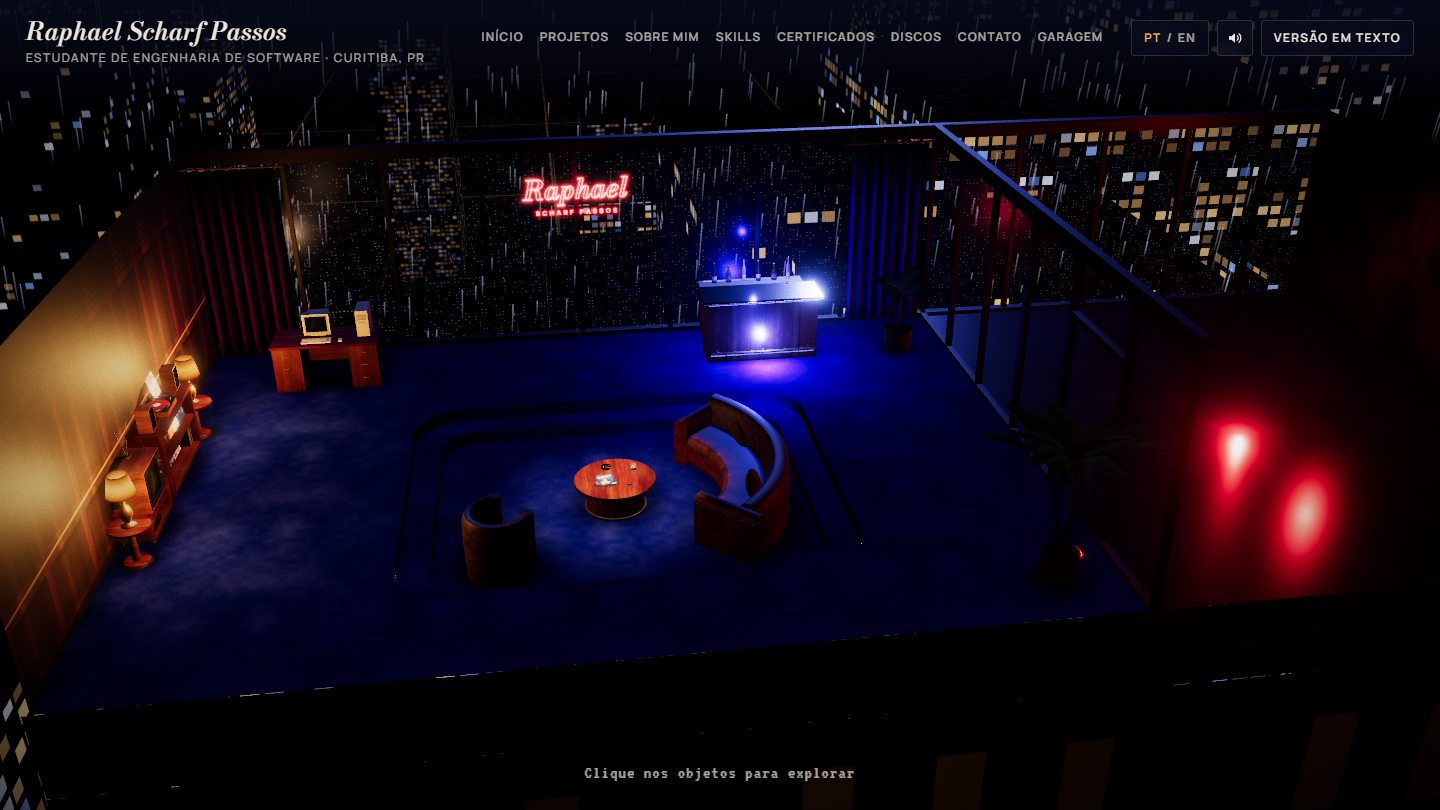 Raphael Scharf Passos
ESTUDANTE DE ENGENHARIA DE SOFTWARE · CURITIBA, PR
INÍCIO PROJETOS SOBRE MIM SKILLS CERTIFICADOS DISCOS CONTATO GARAGEM
PT / EN
VERSÃO EM TEXTO
Raphael
SCHARF PASSOS
Clique nos objetos para explorar